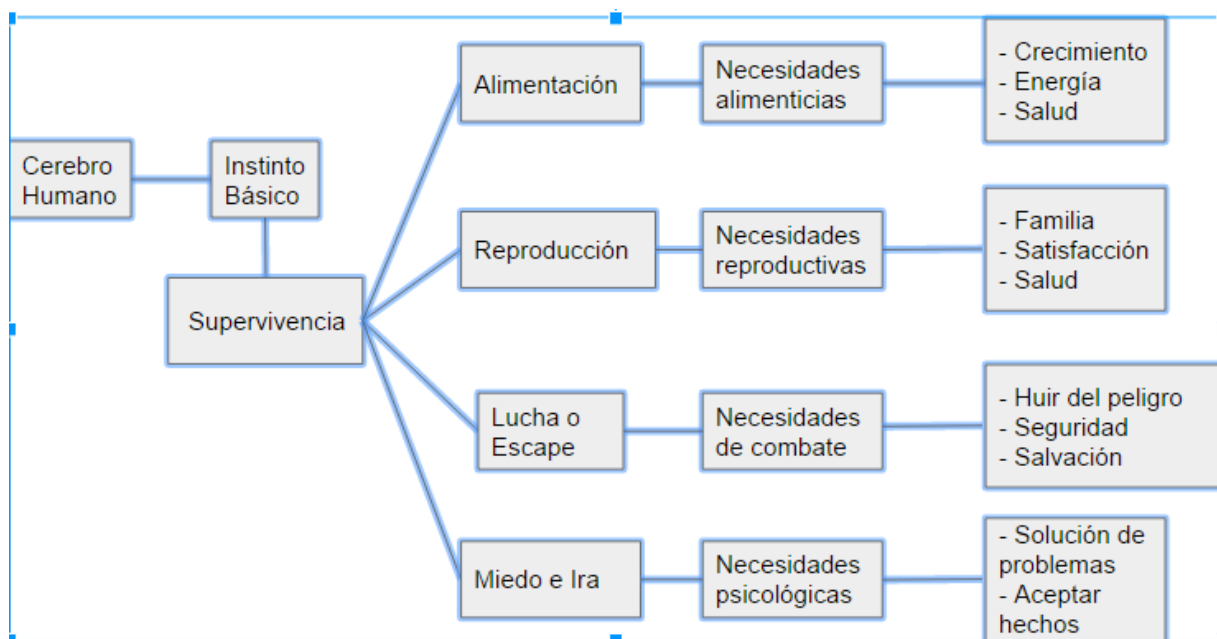 Cerebro
Humano
Instinto
Básico
Supervivencia
Alimentación
Necesidades
alimenticias
- Crecimiento
- Energía
- Salud
Reproducción
Necesidades
reproductivas
- Familia
- Satisfacción
- Salud
Lucha o
Escape
Necesidades
de combate
- Huir del peligro
- Seguridad
- Salvación
Miedo e Ira
Necesidades
psicológicas
- Solución de
problemas
- Aceptar
hechos